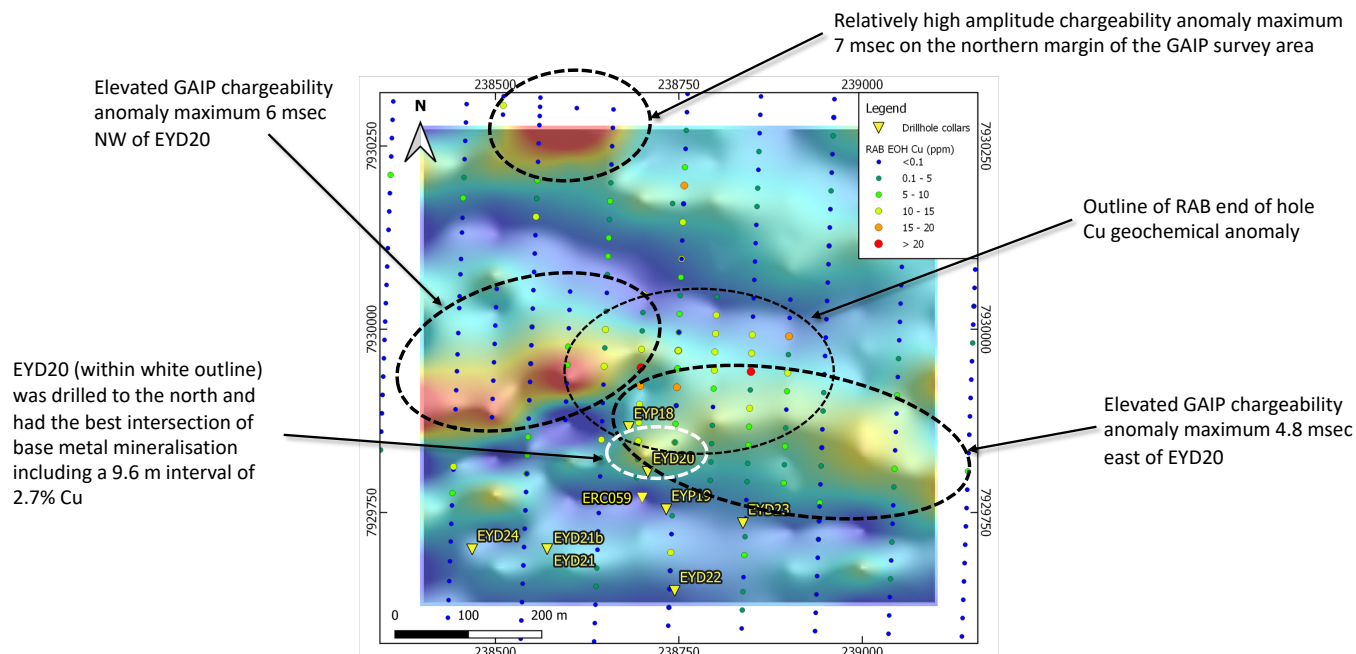 Relatively high amplitude chargeability anomaly maximum
7 msec on the northern margin of the GAIP survey area
Elevated GAIP chargeability
anomaly maximum 6 msec
NW of EYD20
238500
238750
239000
N
Legend
Drillhole collars
RAB EOH Cu (ppm)
<0.1
0.1 - 5
5 - 10
10 - 15
15 - 20
> 20
7930250
7930250
Outline of RAB end of hole
Cu geochemical anomaly
7930000
7930000
EYD20 (within white outline)
was drilled to the north and
had the best intersection of
base metal mineralisation
including a 9.6 m interval of
2.7% Cu
Elevated GAIP chargeability
anomaly maximum 4.8 msec
east of EYD20
EYP18
EYD20
ERC059
EYP19
EYD23
7929750
7929750
EYD24
EYD21b
EYD21
EYD22
0 100 200 m
238500
238750
239000